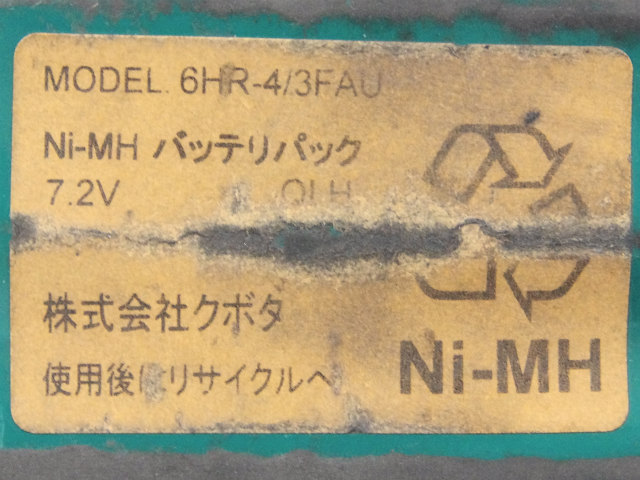 MODEL. 6HR-4/3FAU
Ni-MH バッテリパック
7.2V
株式会社クボタ
使用後はリサイクルへ
Ni-MH